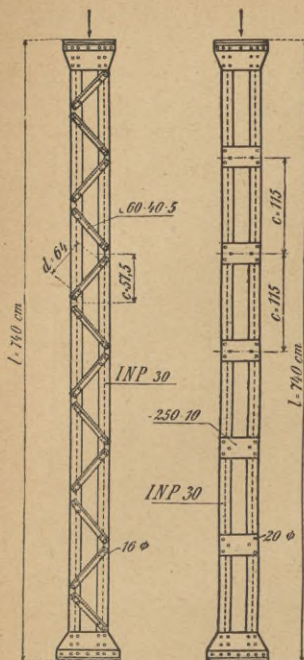 ∟60·40·5
d=64
c=57,5
l = 740 cm
INP 30
16 ϕ
c=115
c=115
-250·10
INP 30
20 ϕ
l = 740 cm